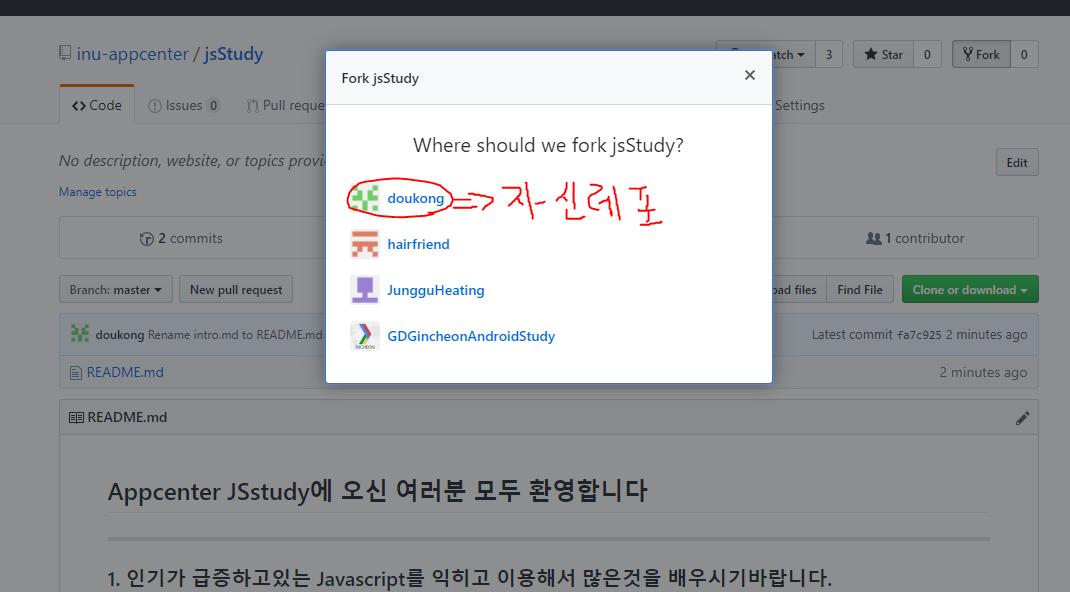 inu-appcenter / jsStudy
atch 3 Star 0 Fork 0
Code Issues 0 Pull reque Settings
Fork jsStudy
Where should we fork jsStudy?
doukong => 자신레포
hairfriend
JungguHeating
GDGincheonAndroidStudy
INCHEON
No description, website, or topics provi
Edit
Manage topics
2 commits 1 contributor
Branch: master New pull request oad files Find File Clone or download
doukong Rename intro.md to README.md Latest commit fa7c925 2 minutes ago
README.md 2 minutes ago
README.md
Appcenter JSstudy에 오신 여러분 모두 환영합니다
1. 인기가 급증하고있는 Javascript를 익히고 이용해서 많은것을 배우시기바랍니다.